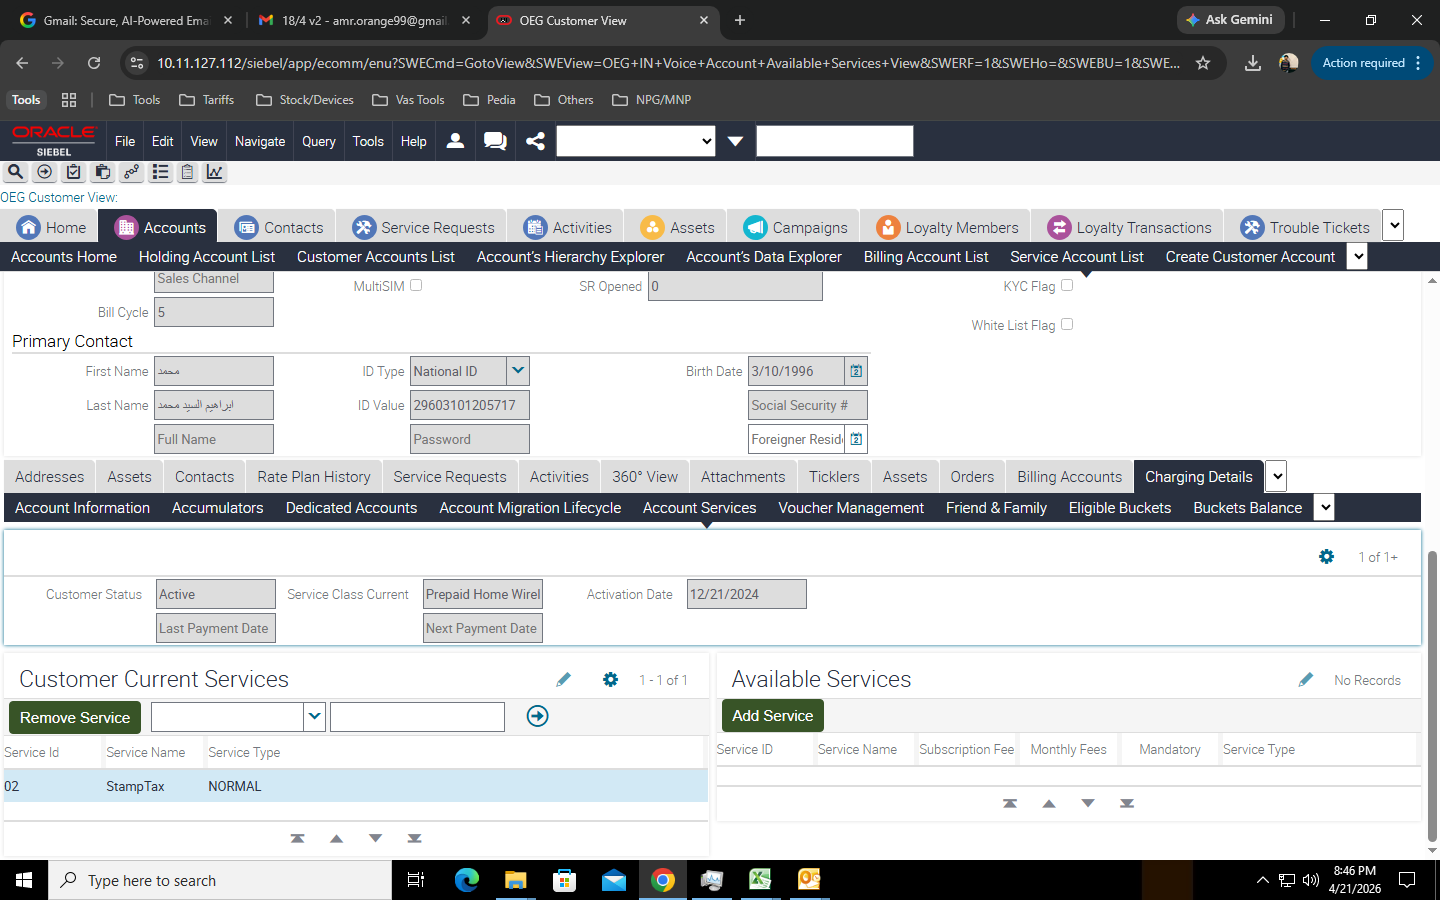 Gmail: Secure, AI-Powered Ema
18/4 v2 - amr.orange99@gmail
OEG Customer View
Ask Gemini
10.11.127.112/siebel/app/ecomm/enu?SWECmd=GotoView&SWEView=OEG+IN+Voice+Account+Available+Services+View&SWERF=1&SWEHo=&SWEBU=1&SWE...
Action required
Tools
Tools
Tariffs
Stock/Devices
Vas Tools
Pedia
Others
NPG/MNP
ORACLE
SIEBEL
File Edit View Navigate Query Tools Help
OEG Customer View:
Home Accounts Contacts Service Requests Activities Assets Campaigns Loyalty Members Loyalty Transactions Trouble Tickets
Accounts Home Holding Account List Customer Accounts List Account's Hierarchy Explorer Account's Data Explorer Billing Account List Service Account List Create Customer Account
Sales Channel MultiSIM SR Opened 0 KYC Flag
Bill Cycle 5 White List Flag
Primary Contact
First Name محمد ID Type National ID Birth Date 3/10/1996
Last Name ابراهيم السيد محمد ID Value 29603101205717 Social Security #
Full Name Password Foreigner Resid
Addresses Assets Contacts Rate Plan History Service Requests Activities 360° View Attachments Ticklers Assets Orders Billing Accounts Charging Details
Account Information Accumulators Dedicated Accounts Account Migration Lifecycle Account Services Voucher Management Friend & Family Eligible Buckets Buckets Balance
1 of 1+
Customer Status Active Service Class Current Prepaid Home Wirel Activation Date 12/21/2024
Last Payment Date Next Payment Date
Customer Current Services 1 - 1 of 1
Remove Service
Service Id Service Name Service Type
02 StampTax NORMAL
Available Services No Records
Add Service
Service ID Service Name Subscription Fee Monthly Fees Mandatory Service Type
Type here to search
8:46 PM
4/21/2026